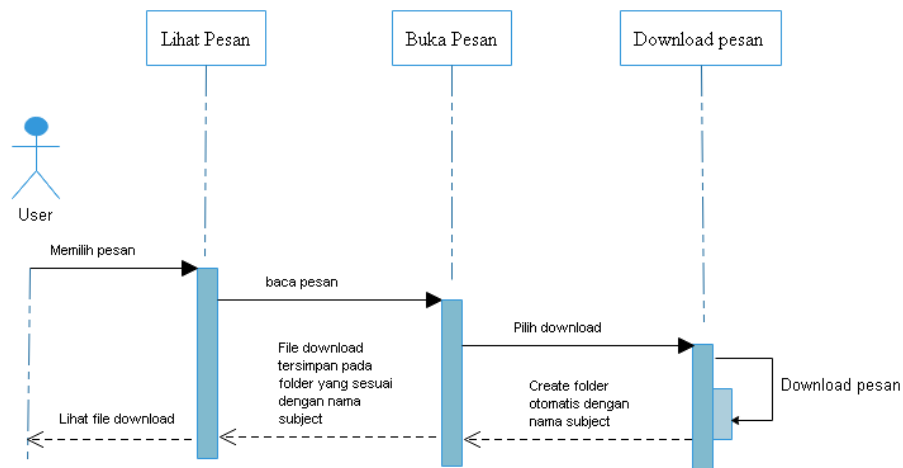 Lihat Pesan
Buka Pesan
Download pesan
User
Memilih pesan
baca pesan
Pilih download
Download pesan
File download
tersimpan pada
folder yang sesuai
dengan nama
subject
Create folder
otomatis dengan
nama subject
Lihat file download